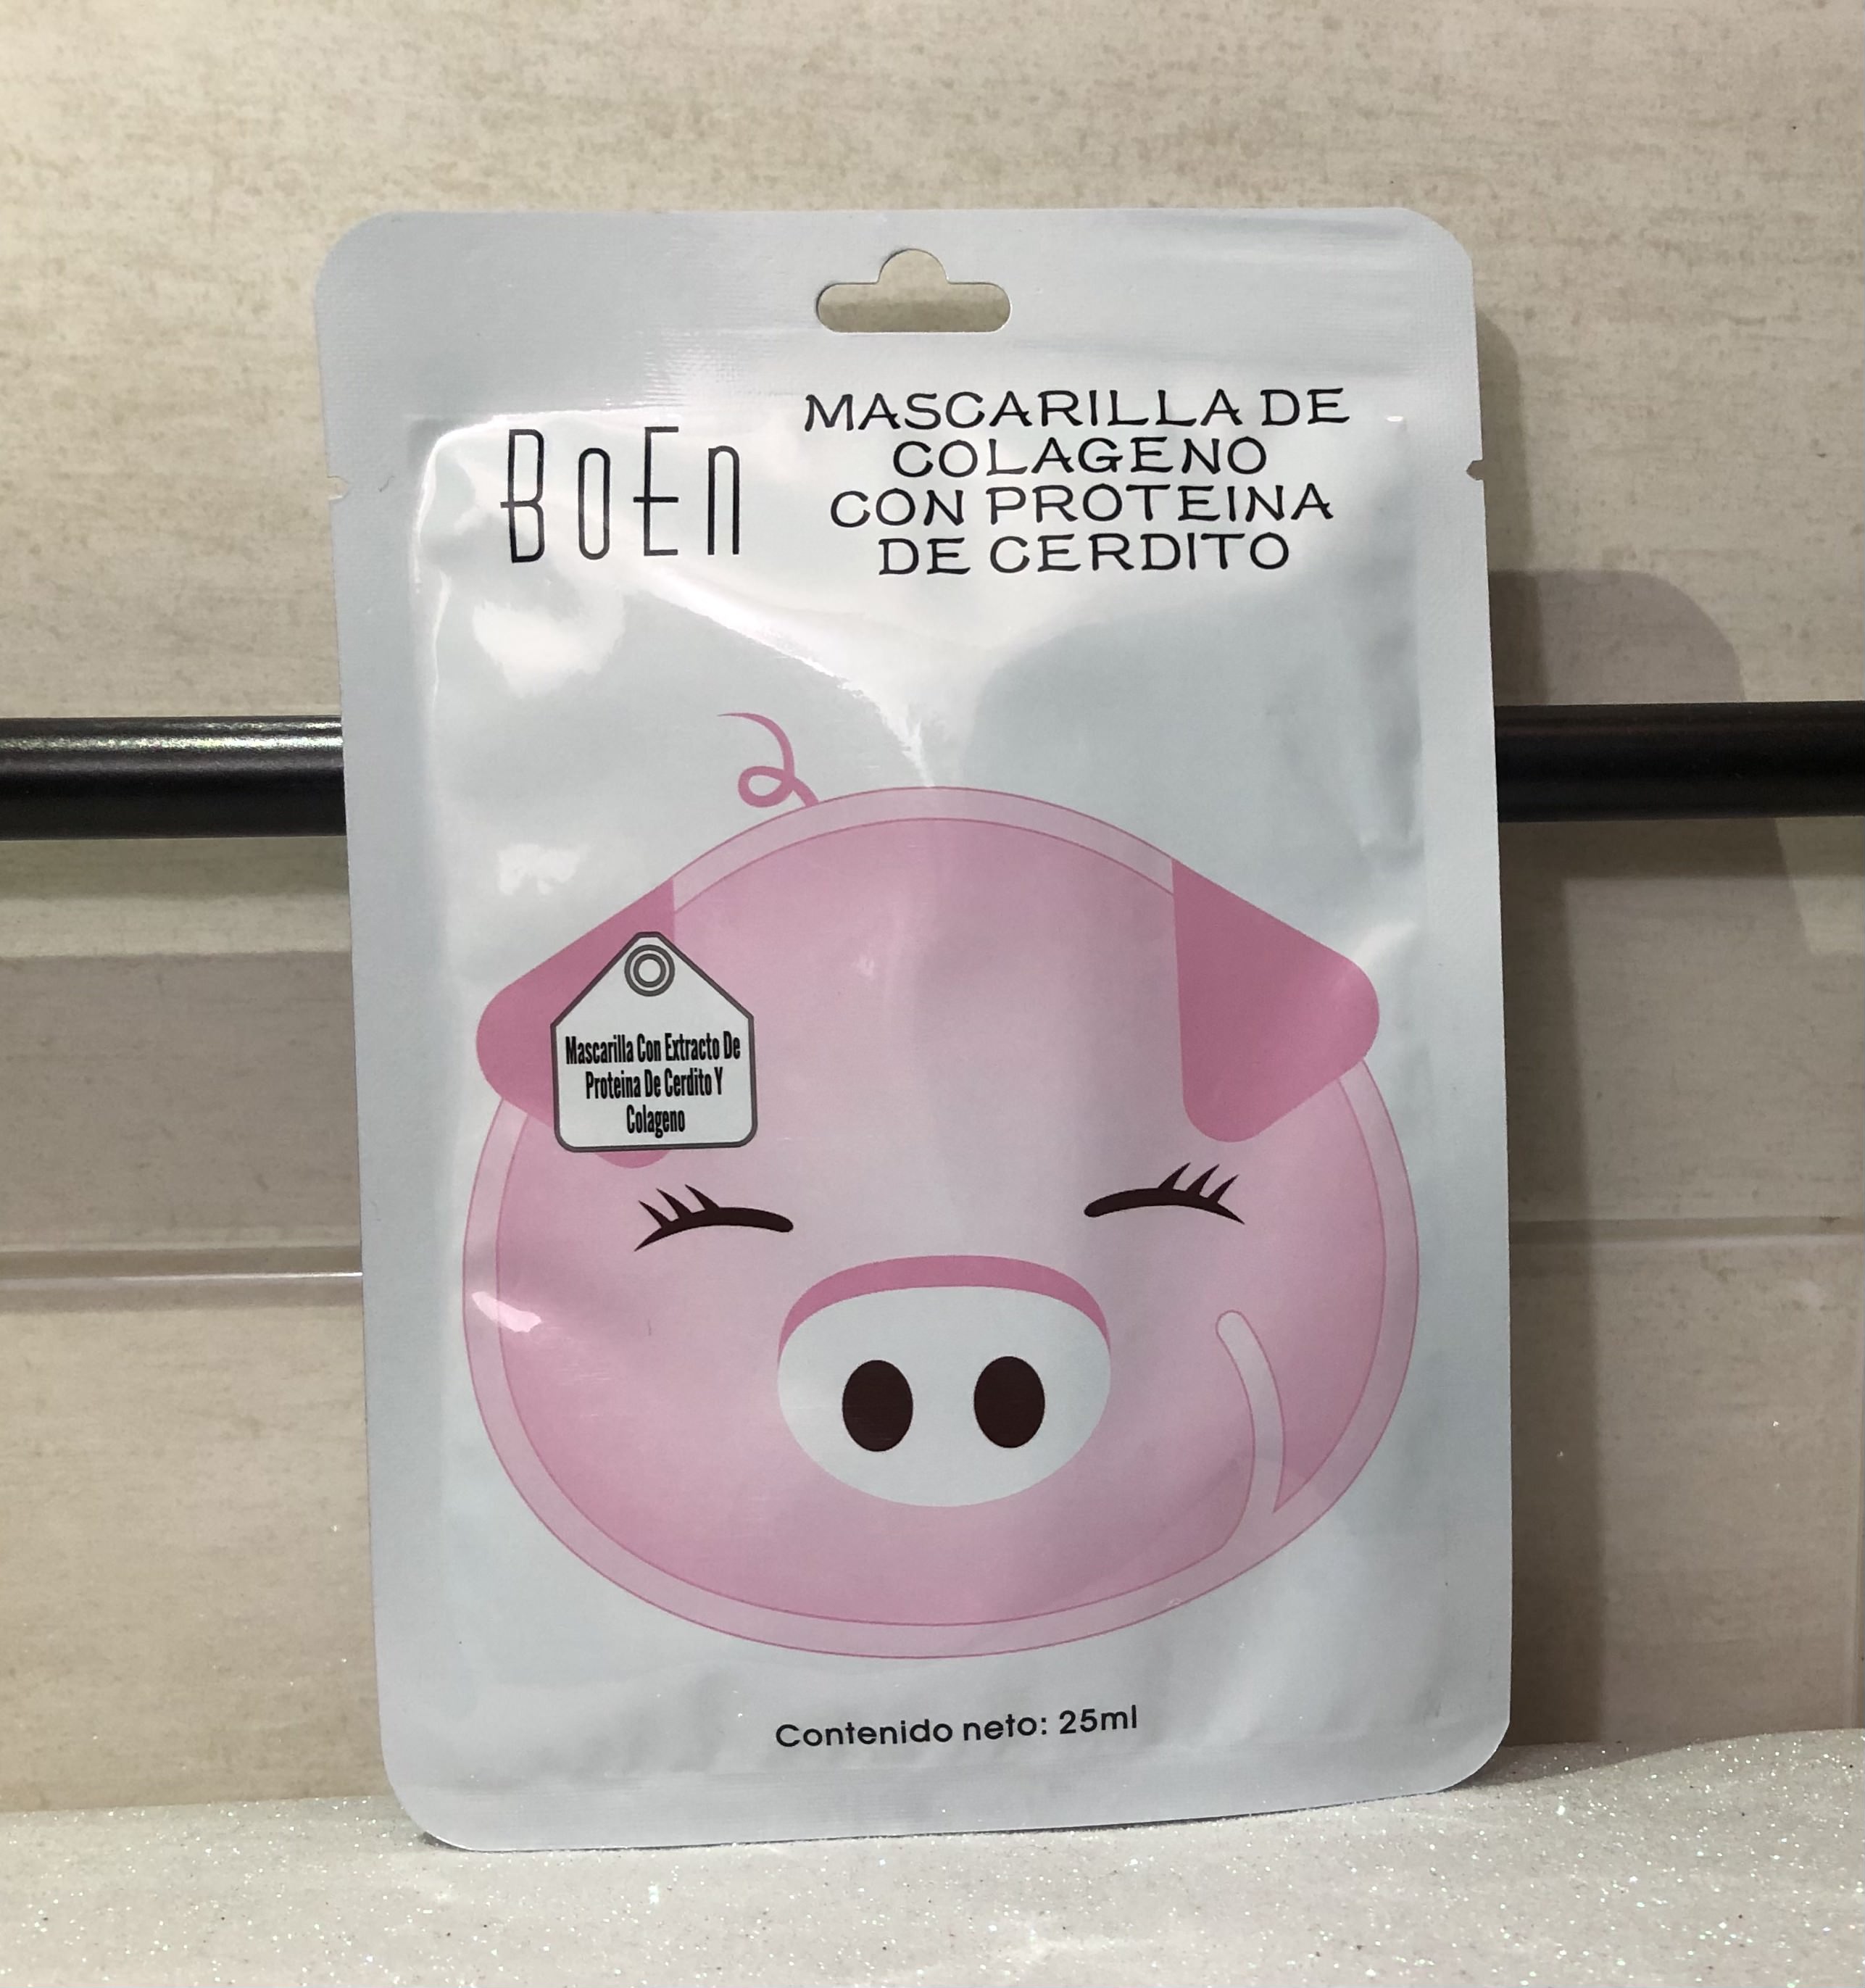 BoEn
MASCARILLA DE
COLAGENO
CON PROTEINA
DE CERDITO
Mascarilla Con Extracto De
Proteina De Cerdito Y
Colageno
Contenido neto: 25ml